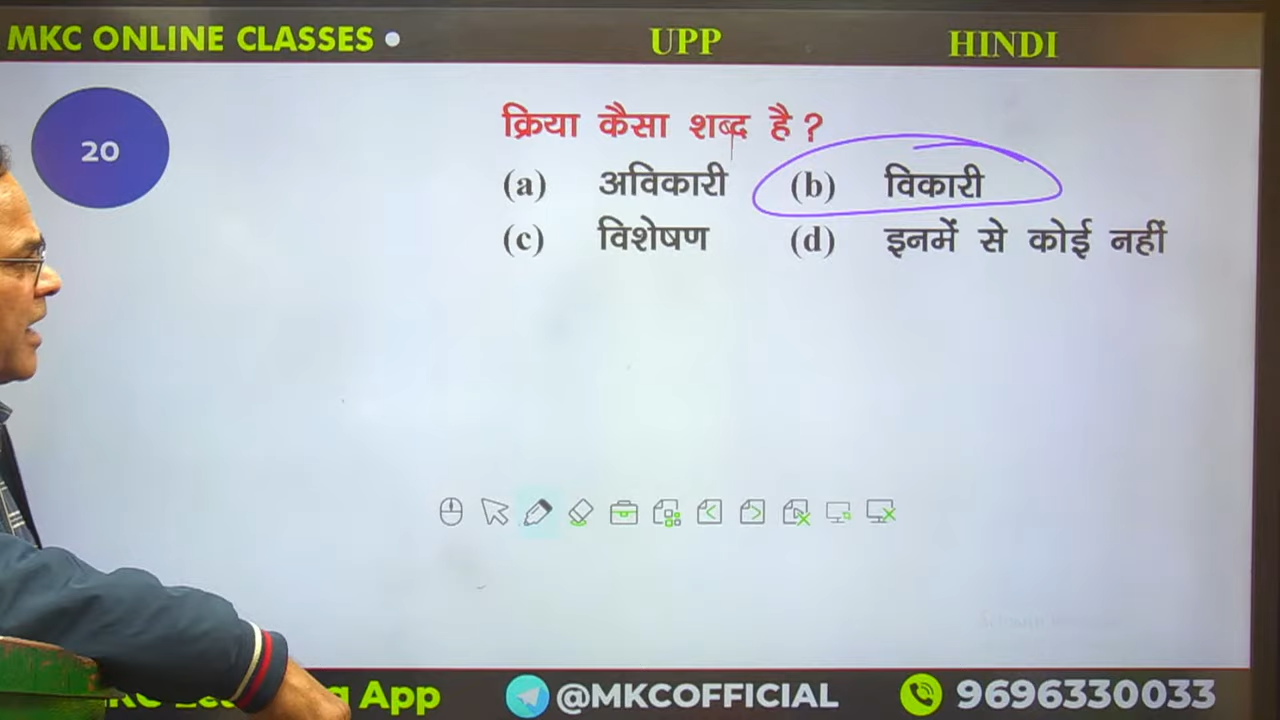 MKC ONLINE CLASSES UPP HINDI
20
क्रिया कैसा शब्द है ?
(a) अविकारी (b) विकारी
(c) विशेषण (d) इनमें से कोई नहीं
App @MKCOFFICIAL 9696330033